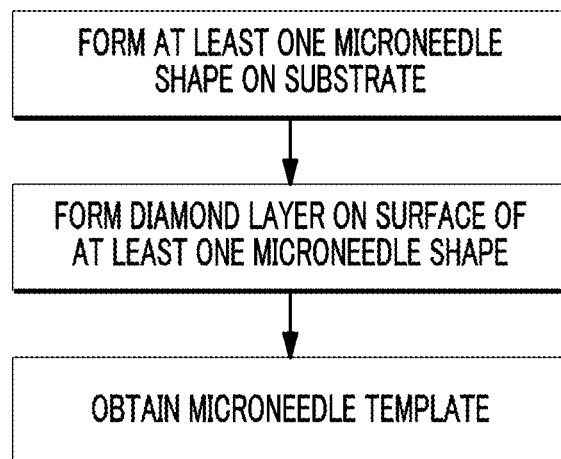 FORM AT LEAST ONE MICRONEEDLE
SHAPE ON SUBSTRATE
FORM DIAMOND LAYER ON SURFACE OF
AT LEAST ONE MICRONEEDLE SHAPE
OBTAIN MICRONEEDLE TEMPLATE